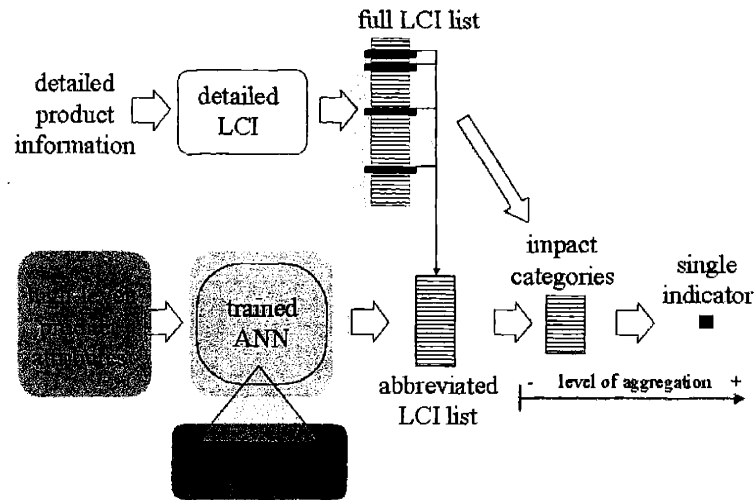 full LCI list
detailed
product
information
detailed
LCI
impact
categories
single
indicator
trained
ANN
abbreviated
LCI list
- level of aggregation +